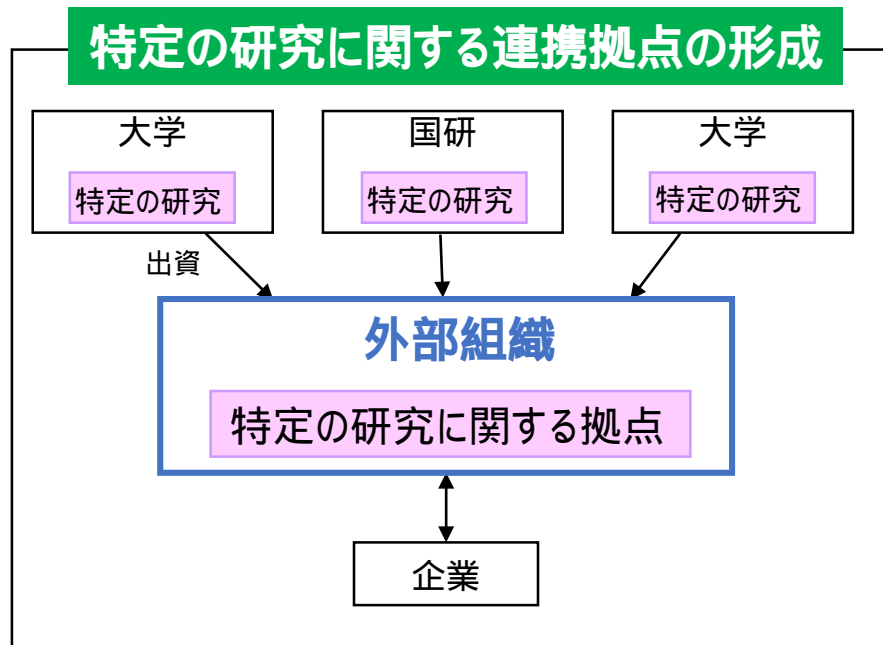 特定の研究に関する連携拠点の形成
大学
特定の研究
国研
特定の研究
大学
特定の研究
出資
外部組織
特定の研究に関する拠点
企業